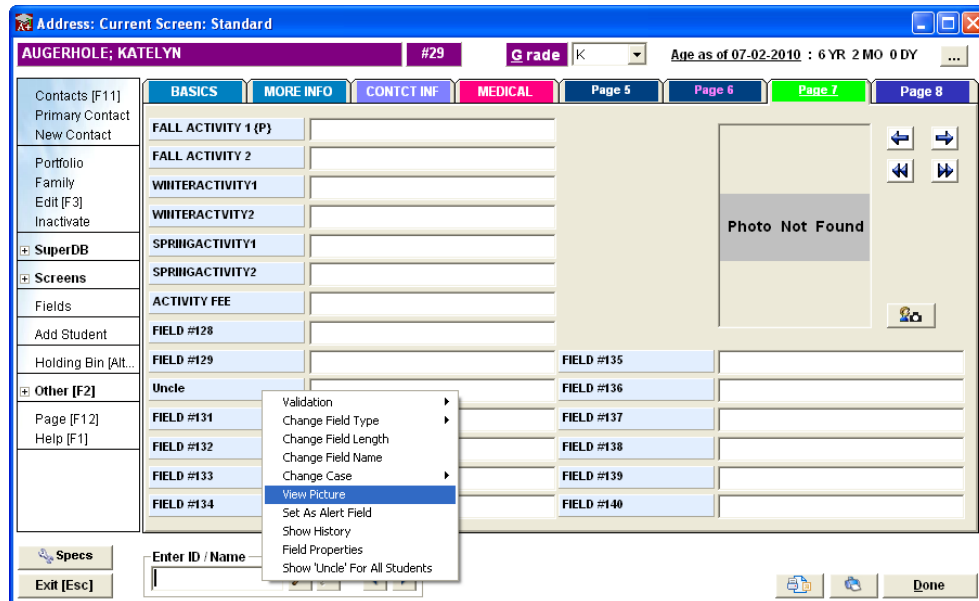 Address: Current Screen: Standard
AUGERHOLE; KATELYN #29 Grade K Age as of 07-02-2010 : 6 YR 2 MO 0 DY ...
BASICS MORE INFO CONTCT INF MEDICAL Page 5 Page 6 Page 7 Page 8
Contacts [F11]
Primary Contact
New Contact
Portfolio
Family
Edit [F3]
Inactivate
SuperDB
Screens
Fields
Add Student
Holding Bin [Alt...
Other [F2]
Page [F12]
Help [F1]
FALL ACTIVITY 1 {P}
FALL ACTIVITY 2
WINTERACTIVITY1
WINTERACTVITY2
SPRINGACTIVITY1
SPRINGACTIVITY2
ACTIVITY FEE
FIELD #128
FIELD #129
Uncle
FIELD #131
FIELD #132
FIELD #133
FIELD #134
Photo Not Found
FIELD #135
FIELD #136
FIELD #137
FIELD #138
FIELD #139
FIELD #140
Validation
Change Field Type
Change Field Length
Change Field Name
Change Case
View Picture
Set As Alert Field
Show History
Field Properties
Show 'Uncle' For All Students
Specs
Exit [Esc]
Enter ID / Name
Done